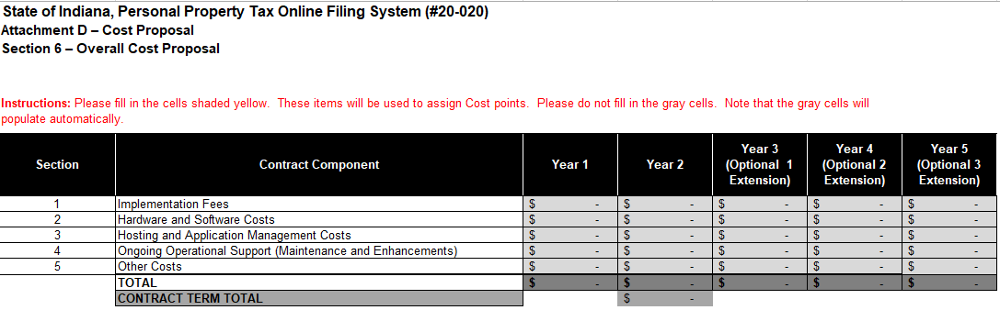 State of Indiana, Personal Property Tax Online Filing System (#20-020)
Attachment D – Cost Proposal
Section 6 – Overall Cost Proposal
Instructions: Please fill in the cells shaded yellow.  These items will be used to assign Cost points.  Please do not fill in the gray cells.  Note that the gray cells will
populate automatically.
Section Contract Component Year 1 Year 2 Year 3 (Optional 1 Extension) Year 4 (Optional 2 Extension) Year 5 (Optional 3 Extension)
1 Implementation Fees $ - $ - $ - $ - $ -
2 Hardware and Software Costs $ - $ - $ - $ - $ -
3 Hosting and Application Management Costs $ - $ - $ - $ - $ -
4 Ongoing Operational Support (Maintenance and Enhancements) $ - $ - $ - $ - $ -
5 Other Costs $ - $ - $ - $ - $ -
TOTAL $ - $ - $ - $ - $ -
CONTRACT TERM TOTAL $ -